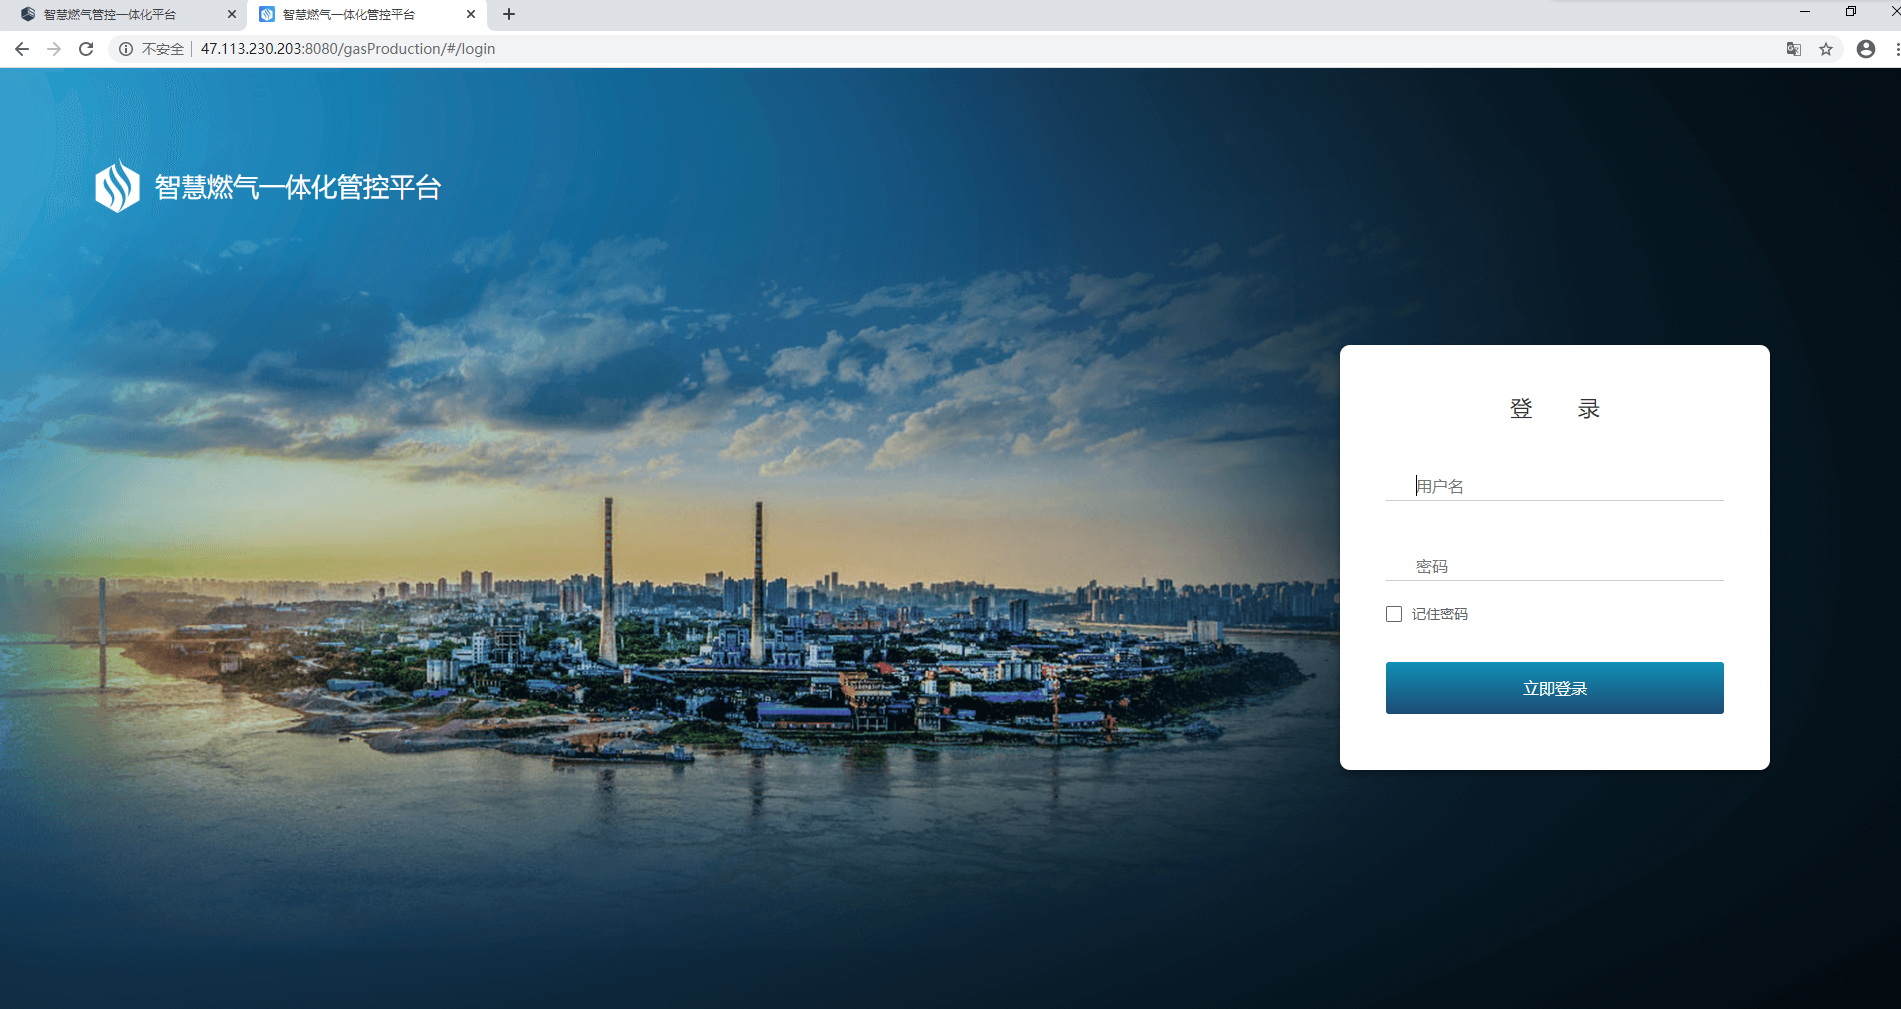 智慧燃气管控一体化平台
智慧燃气一体化管控平台
不安全
47.113.230.203:8080/gasProduction/#/login
智慧燃气一体化管控平台
登 录
用户名
密码
记住密码
立即登录